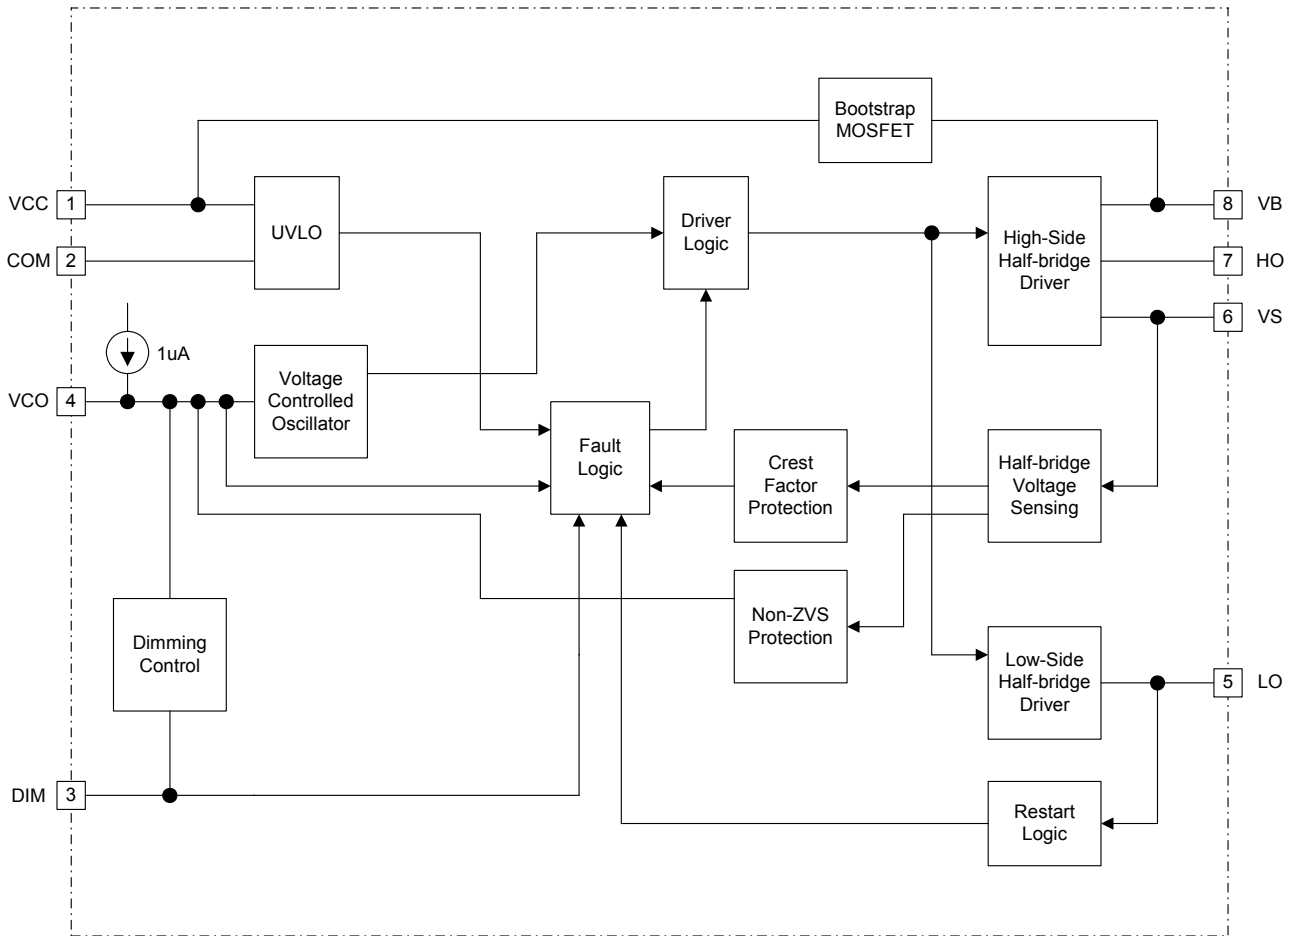 Bootstrap
MOSFET
VCC 1
UVLO
Driver
Logic
High-Side
Half-bridge
Driver
8 VB
COM 2
7 HO
6 VS
1uA
VCO 4
Voltage
Controlled
Oscillator
Fault
Logic
Crest
Factor
Protection
Half-bridge
Voltage
Sensing
Non-ZVS
Protection
Dimming
Control
Low-Side
Half-bridge
Driver
5 LO
DIM 3
Restart
Logic